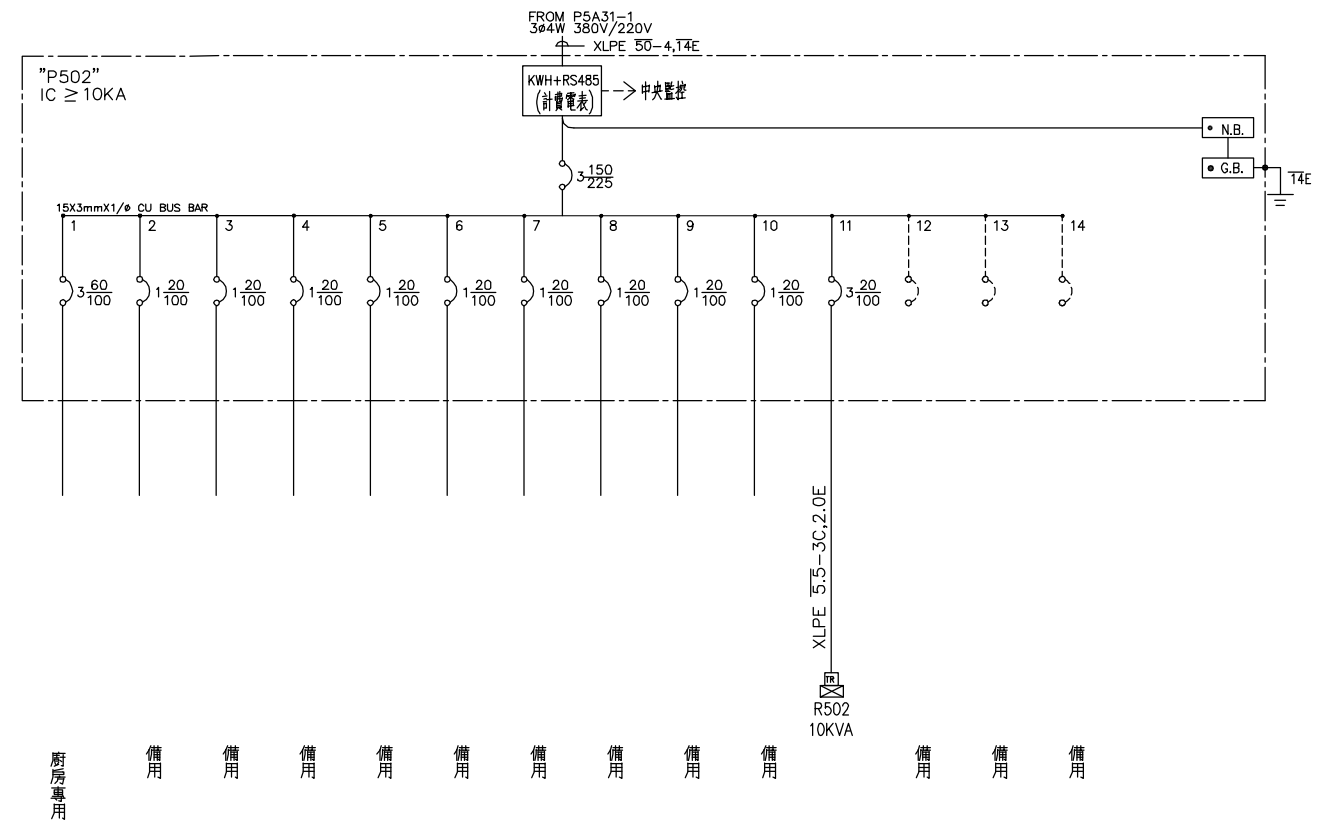 FROM P5A31-1
3ø4W 380V/220V
XLPE 50-4,14E
"P502"
IC ≥ 10KA
KWH+RS485
(計費電表)
中央監控
N.B.
G.B.
14E
3 150/225
15X3mmX1/ø CU BUS BAR
1 2 3 4 5 6 7 8 9 10 11 12 13 14
3 60/100 1 20/100 1 20/100 1 20/100 1 20/100 1 20/100 1 20/100 1 20/100 1 20/100 1 20/100 3 20/100
XLPE 5.5-3C,2.0E
TR
R502
10KVA
廚房專用
備用
備用
備用
備用
備用
備用
備用
備用
備用
備用
備用
備用